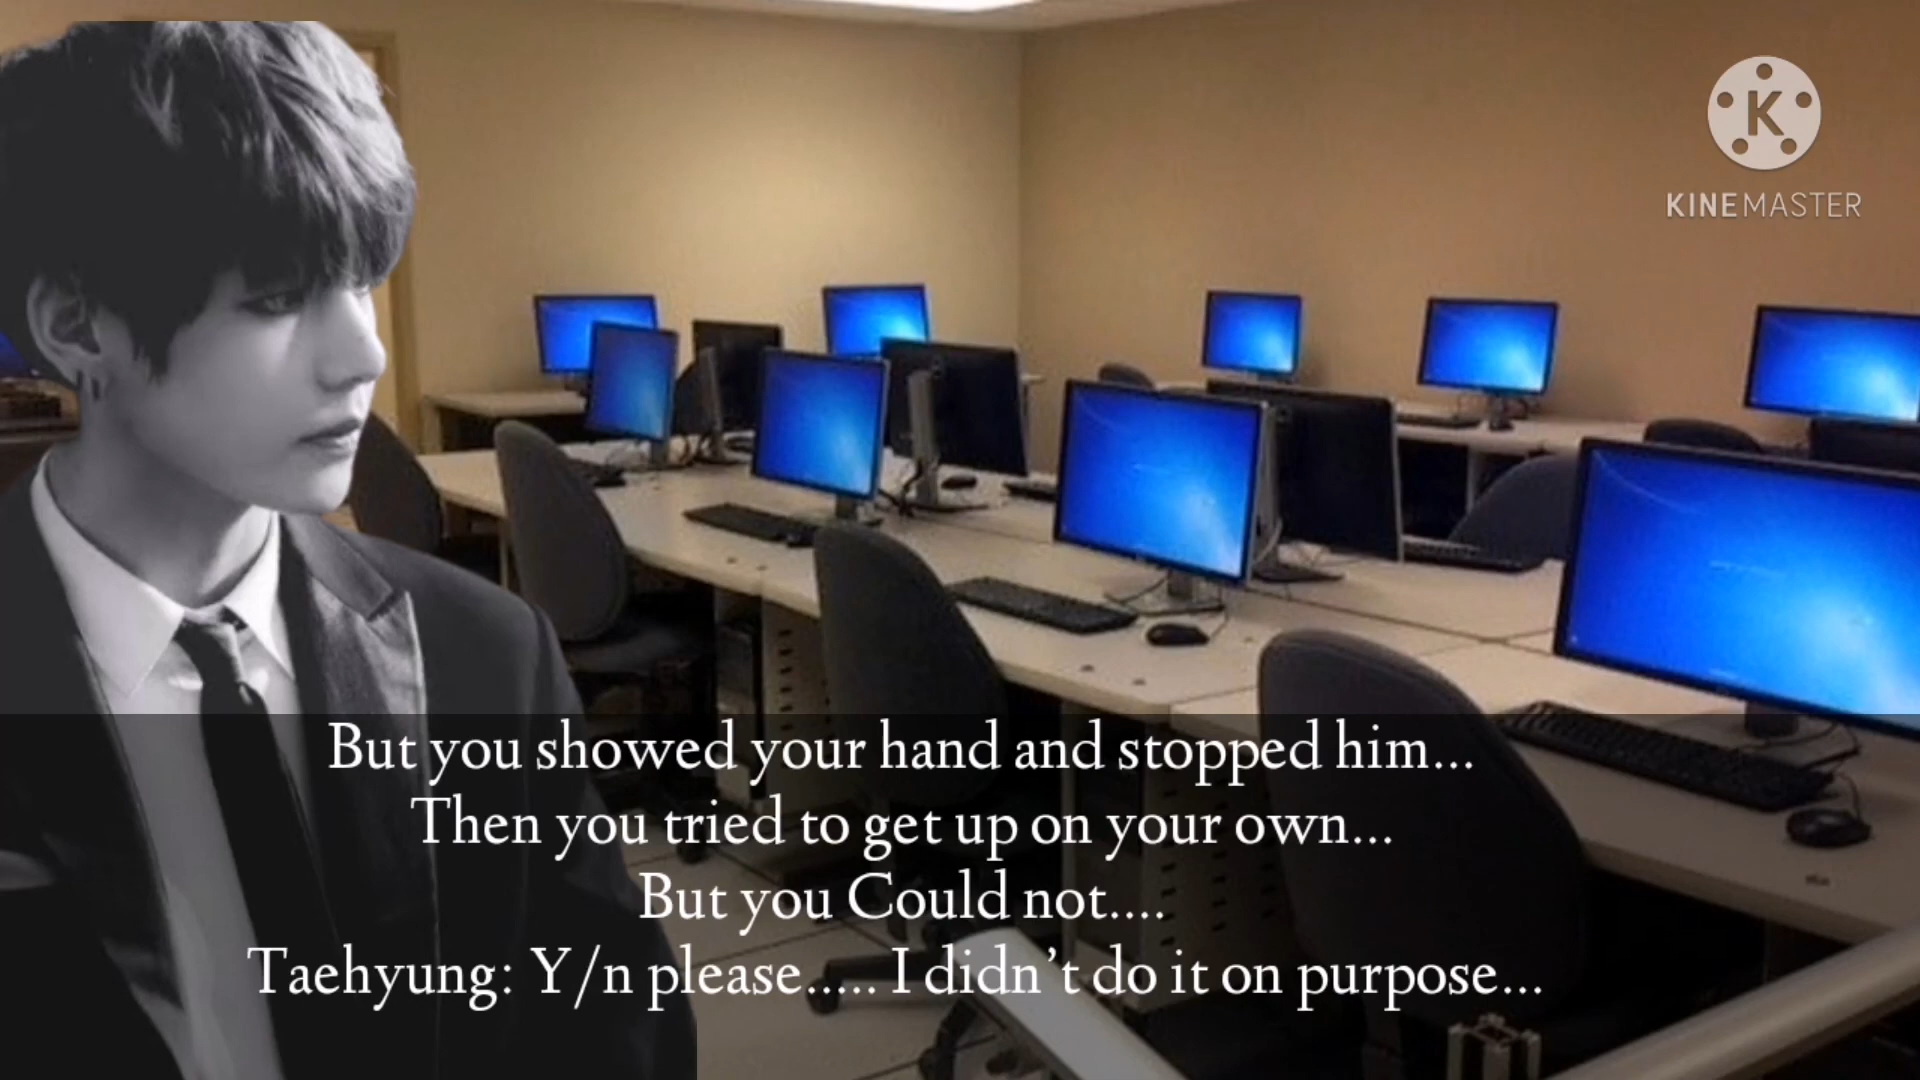 K
KINEMASTER
But you showed your hand and stopped him...
Then you tried to get up on your own...
But you Could not....
Taehyung: Y/n please..... I didn't do it on purpose...